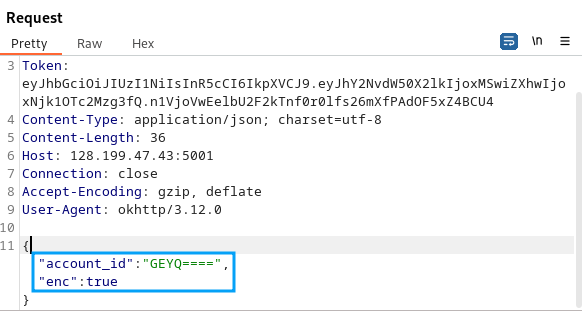 Request
Pretty Raw Hex
\n
3 Token:
eyJhbGciOiJIUzI1NiIsInR5cCI6IkpXVCJ9.eyJhY2NvdW50X2lkIjoxMSwiZXhwIjo
xNjk1OTc2Mzg3fQ.n1VjoVwEelbU2F2kTnf0r0lfs26mXfPAdOF5xZ4BCU4
4 Content-Type: application/json; charset=utf-8
5 Content-Length: 36
6 Host: 128.199.47.43:5001
7 Connection: close
8 Accept-Encoding: gzip, deflate
9 User-Agent: okhttp/3.12.0
10
11 {
"account_id":"GEYQ====",
"enc":true
}